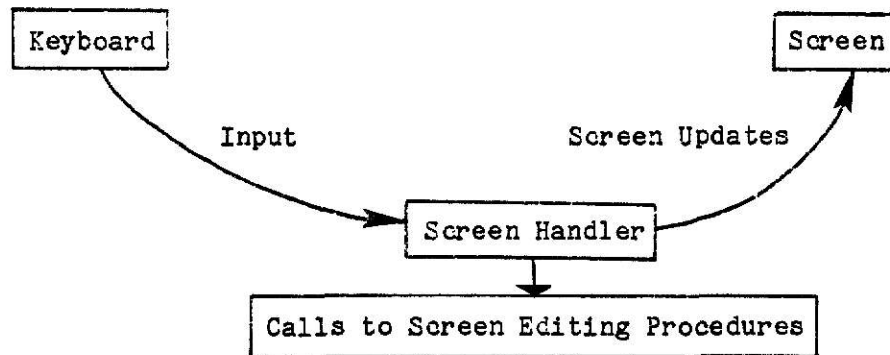 Keyboard
Screen
Input
Screen Updates
Screen Handler
Calls to Screen Editing Procedures